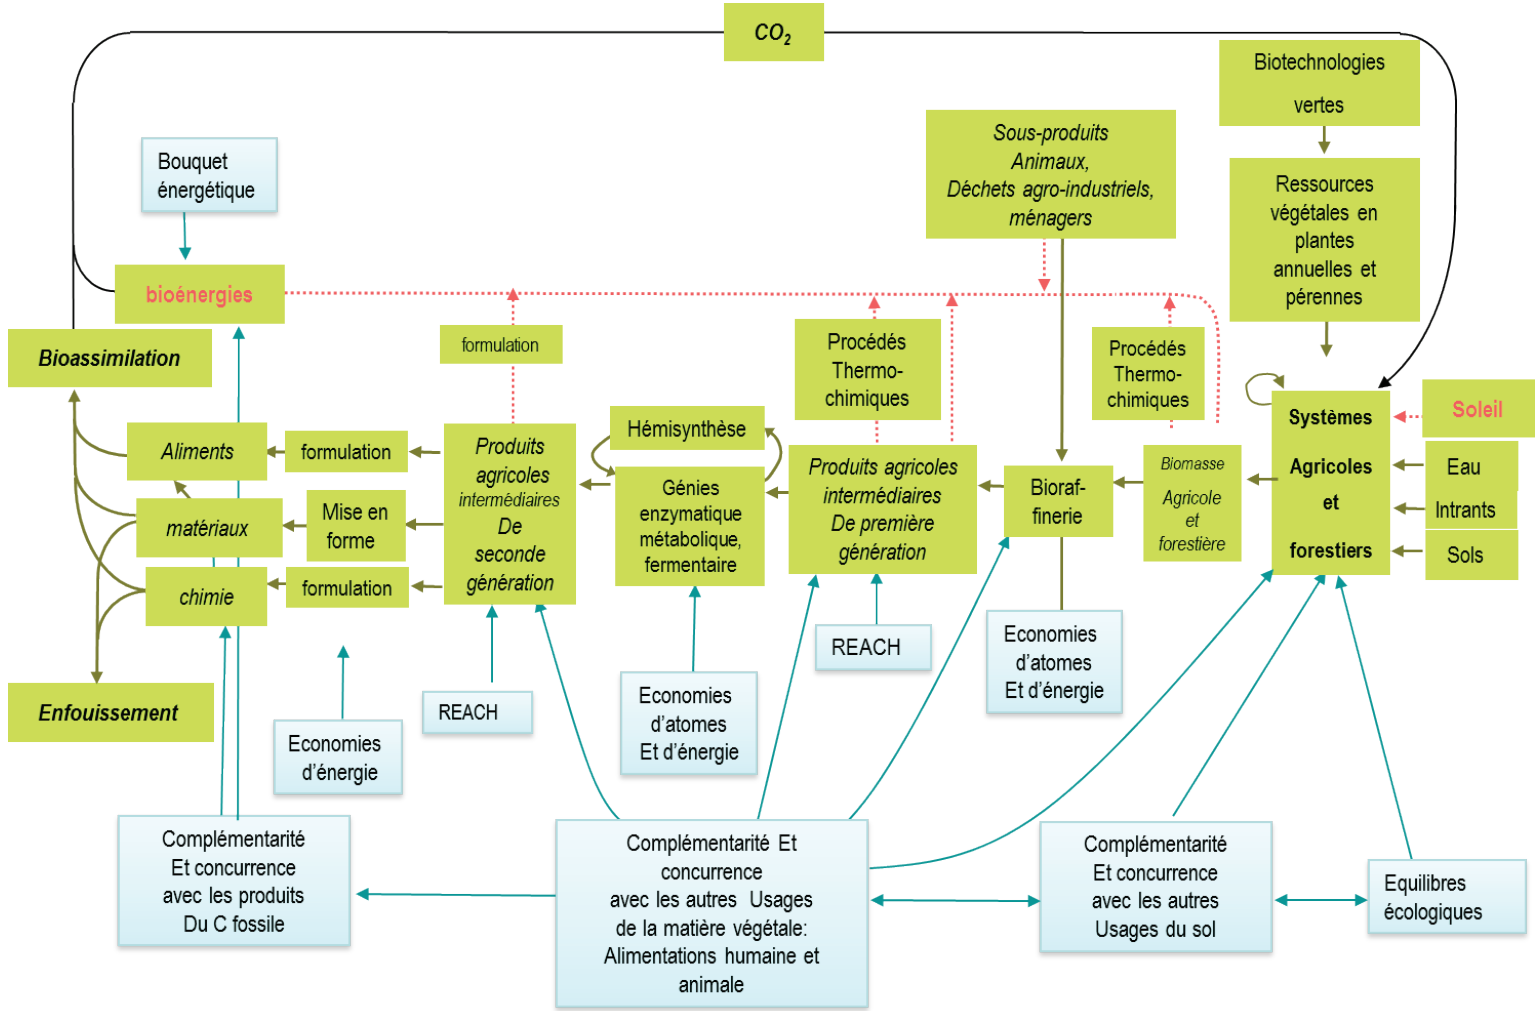 CO2
Biotechnologies
vertes
Sous-produits
Animaux,
Déchets agro-industriels,
ménagers
Ressources
végétales en
plantes
annuelles et
pérennes
Bouquet
énergétique
bioénergies
Bioassimilation
formulation
Procédés
Thermo-
chimiques
Procédés
Thermo-
chimiques
Aliments
formulation
matériaux
Mise en
forme
chimie
formulation
Produits
agricoles
intermédiaires
De
seconde
génération
Hémisynthèse
Génies
enzymatique
métabolique,
fermentaire
Produits agricoles
intermédiaires
De première
génération
Bioraf-
finerie
Biomasse
Agricole
et
forestière
Systèmes
Agricoles
et
forestiers
Soleil
Eau
Intrants
Sols
Enfouissement
Economies
d'énergie
REACH
Economies
d'atomes
Et d'énergie
REACH
Economies
d'atomes
Et d'énergie
Complémentarité
Et concurrence
avec les produits
Du C fossile
Complémentarité Et
concurrence
avec les autres Usages
de la matière végétale:
Alimentations humaine et
animale
Complémentarité
Et concurrence
avec les autres
Usages du sol
Equilibres
écologiques